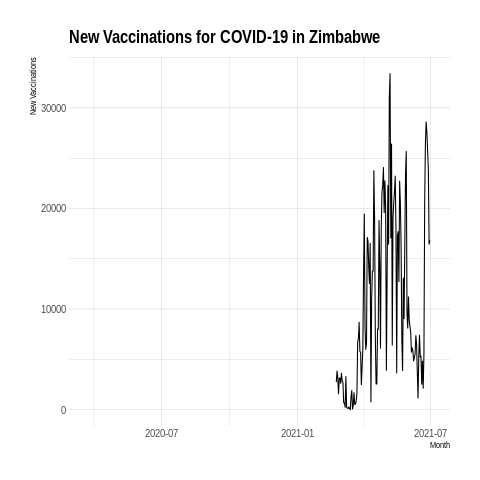 New Vaccinations for COVID-19 in Zimbabwe
New Vaccinations
30000
20000
10000
0
2020-07 2021-01 2021-07
Month